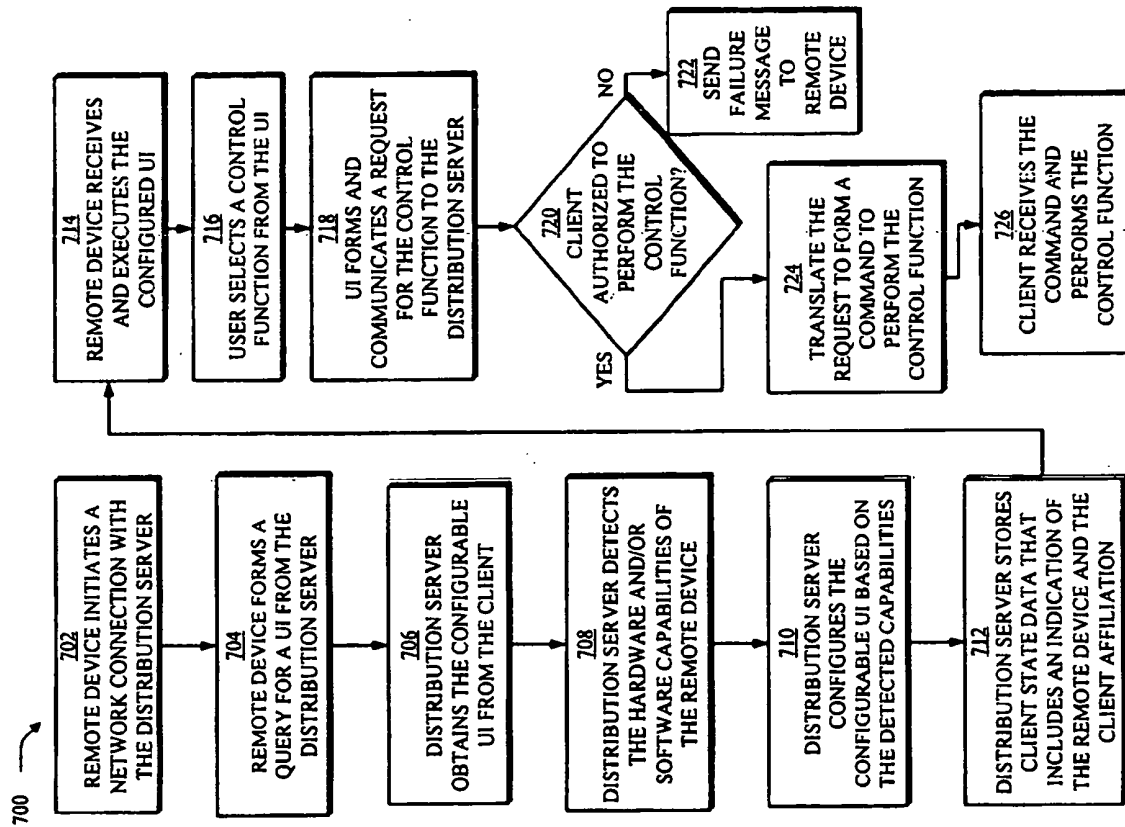 700
702
REMOTE DEVICE INITIATES A
NETWORK CONNECTION WITH
THE DISTRIBUTION SERVER
704
REMOTE DEVICE FORMS A
QUERY FOR A UI FROM THE
DISTRIBUTION SERVER
706
DISTRIBUTION SERVER
OBTAINS THE CONFIGURABLE
UI FROM THE CLIENT
708
DISTRIBUTION SERVER DETECTS
THE HARDWARE AND/OR
SOFTWARE CAPABILITIES OF
THE REMOTE DEVICE
710
DISTRIBUTION SERVER
CONFIGURES THE
CONFIGURABLE UI BASED ON
THE DETECTED CAPABILITIES
712
DISTRIBUTION SERVER STORES
CLIENT STATE DATA THAT
INCLUDES AN INDICATION OF
THE REMOTE DEVICE AND THE
CLIENT AFFILIATION
714
REMOTE DEVICE RECEIVES
AND EXECUTES THE
CONFIGURED UI
716
USER SELECTS A CONTROL
FUNCTION FROM THE UI
718
UI FORMS AND
COMMUNICATES A REQUEST
FOR THE CONTROL
FUNCTION TO THE
DISTRIBUTION SERVER
720
CLIENT
AUTHORIZED TO
PERFORM THE
CONTROL
FUNCTION?
NO
722
SEND
FAILURE
MESSAGE
TO
REMOTE
DEVICE
YES
724
TRANSLATE THE
REQUEST TO FORM A
COMMAND TO
PERFORM THE
CONTROL FUNCTION
726
CLIENT RECEIVES THE
COMMAND AND
PERFORMS THE
CONTROL FUNCTION